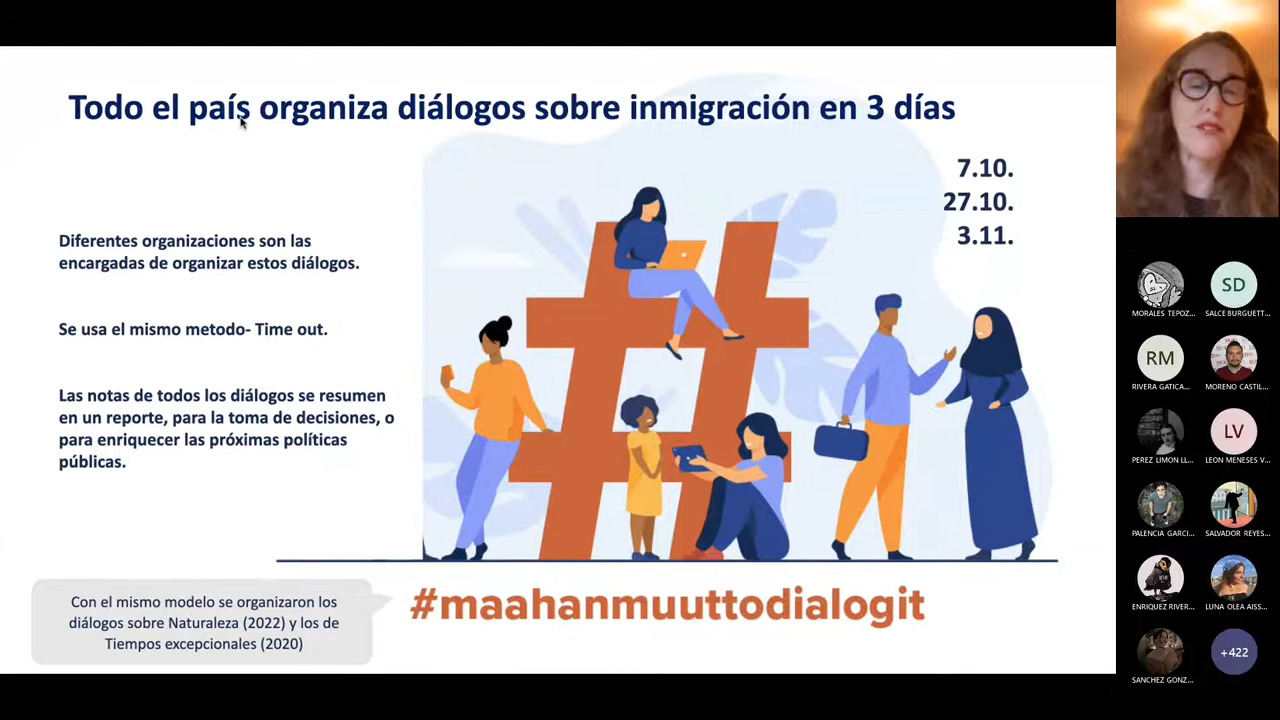 Todo el país organiza diálogos sobre inmigración en 3 días
7.10.
27.10.
3.11.
Diferentes organizaciones son las
encargadas de organizar estos diálogos.
Se usa el mismo metodo- Time out.
Las notas de todos los diálogos se resumen
en un reporte, para la toma de decisiones, o
para enriquecer las próximas políticas
públicas.
#maahanmuuttodialogit
Con el mismo modelo se organizaron los
diálogos sobre Naturaleza (2022) y los de
Tiempos excepcionales (2020)
MORALES TEPOZ...
SD
SALCE BURGUETT...
RM
RIVERA GATICA...
MORENO CASTIL...
PEREZ LIMON LL...
LV
LEON MENESES V...
PALENCIA GARCI...
SALVADOR REYES...
ENRIQUEZ RIVER...
LUNA OLEA AISS...
SANCHEZ GONZ...
+422